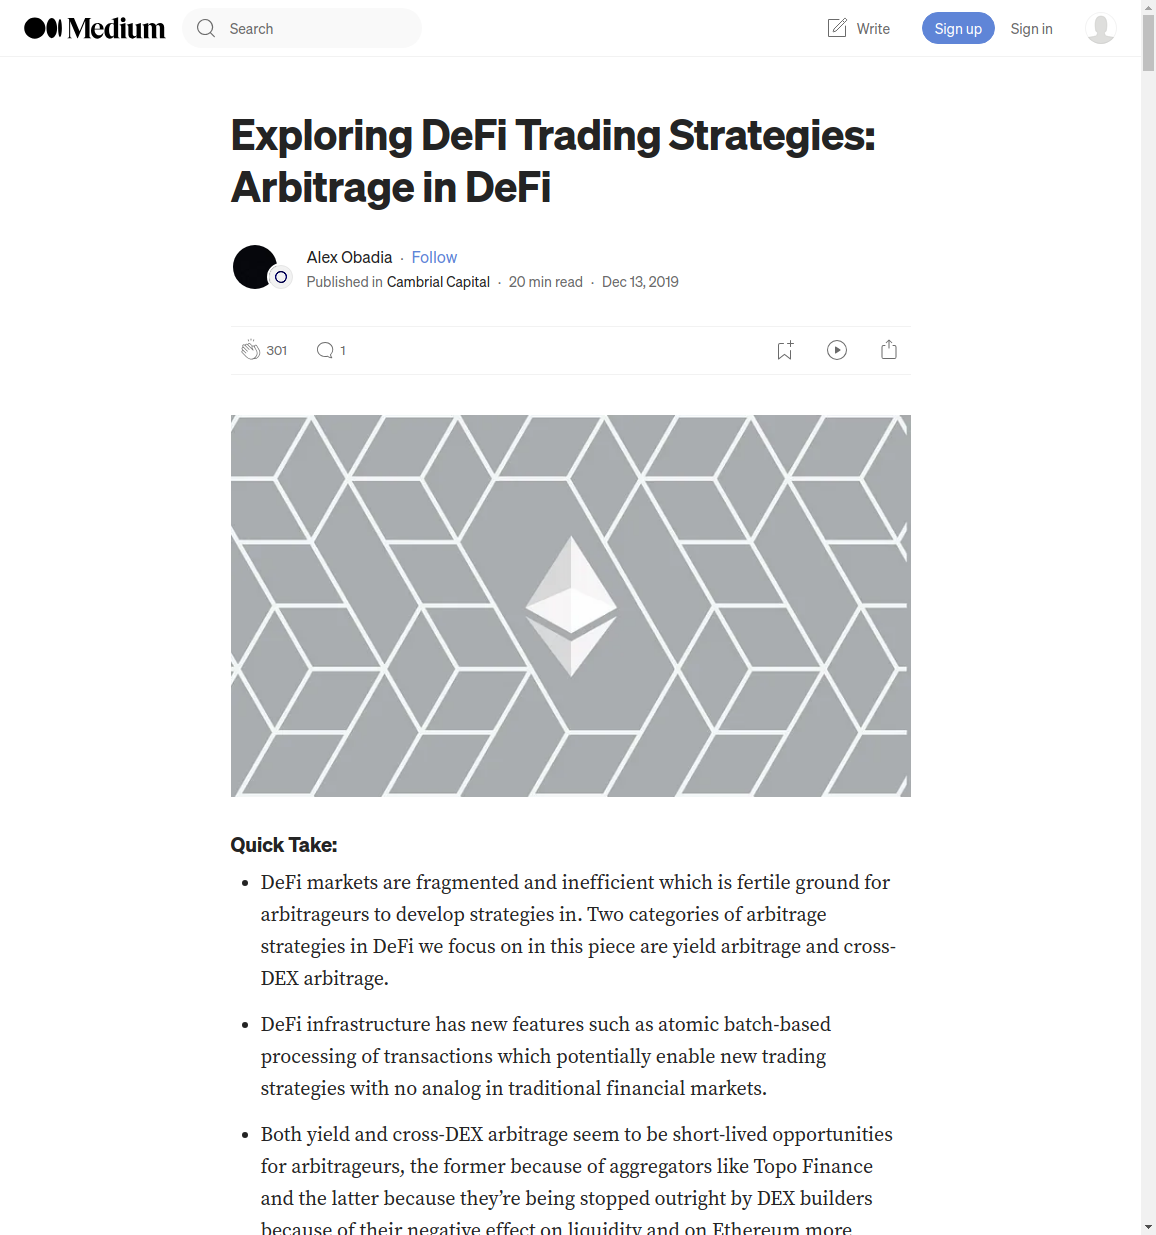 Medium
Search
Write
Sign up
Sign in
Exploring DeFi Trading Strategies:
Arbitrage in DeFi
Alex Obadia · Follow
Published in Cambrial Capital · 20 min read · Dec 13, 2019
301
1
Quick Take:
• DeFi markets are fragmented and inefficient which is fertile ground for
arbitrageurs to develop strategies in. Two categories of arbitrage
strategies in DeFi we focus on in this piece are yield arbitrage and cross-
DEX arbitrage.
• DeFi infrastructure has new features such as atomic batch-based
processing of transactions which potentially enable new trading
strategies with no analog in traditional financial markets.
• Both yield and cross-DEX arbitrage seem to be short-lived opportunities
for arbitrageurs, the former because of aggregators like Topo Finance
and the latter because they’re being stopped outright by DEX builders
because of their negative effect on liquidity and on Ethereum more